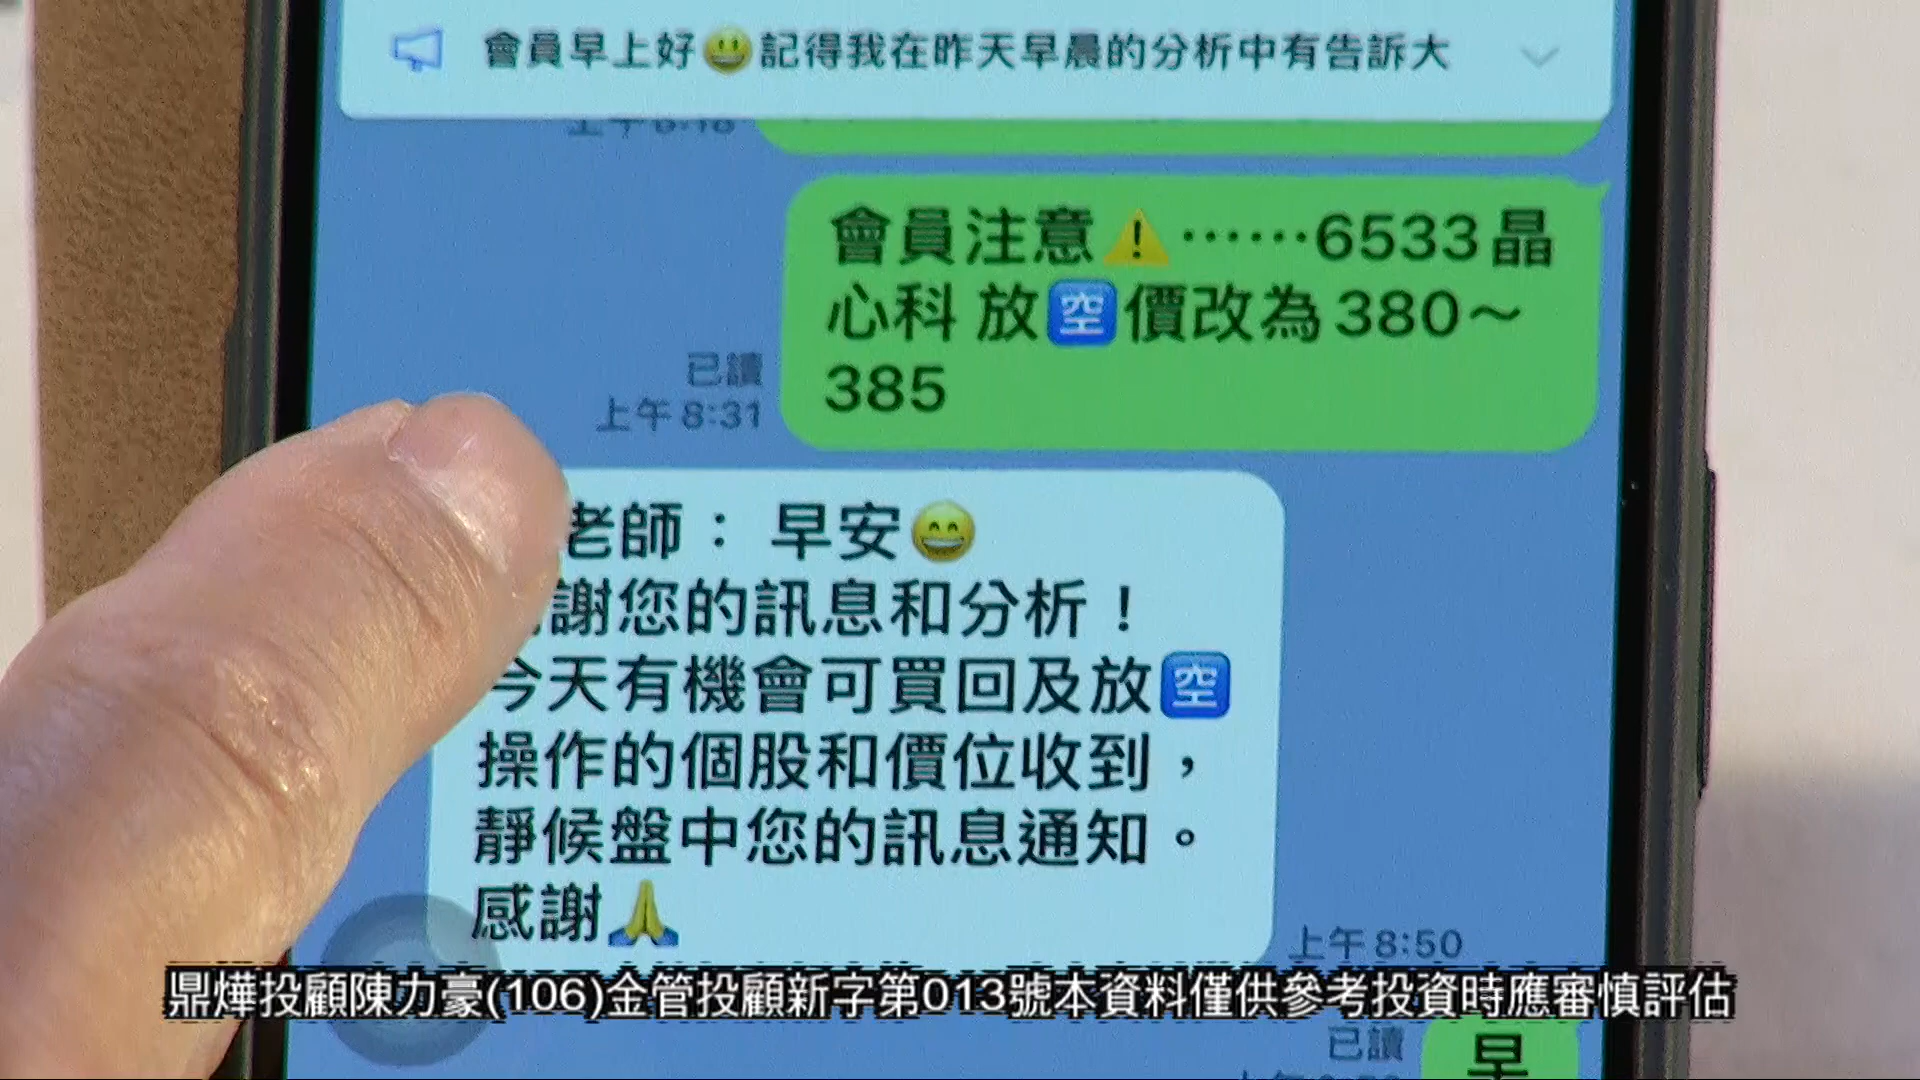 會員早上好😃記得我在昨天早晨的分析中有告訴大
上午8:18
會員注意⚠️……6533晶
心科 放🈳價改為380～
385
已讀
上午8:31
老師： 早安😄
謝您的訊息和分析！
今天有機會可買回及放🈳
操作的個股和價位收到，
靜候盤中您的訊息通知。
感謝🙏
上午8:50
鼎燁投顧陳力豪(106)金管投顧新字第013號本資料僅供參考投資時應審慎評估
已讀
早